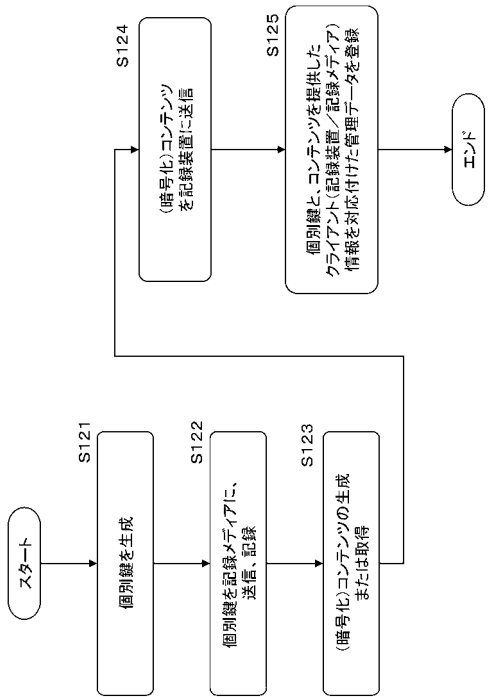 スタート
S121
個別鍵を生成
S122
個別鍵を記録メディアに、
送信、記録
S123
(暗号化)コンテンツの生成
または取得
S124
(暗号化)コンテンツ
を記録装置に送信
S125
個別鍵と、コンテンツを提供した
クライアント(記録装置/記録メディア)
情報を対応付けた管理データを登録
エンド